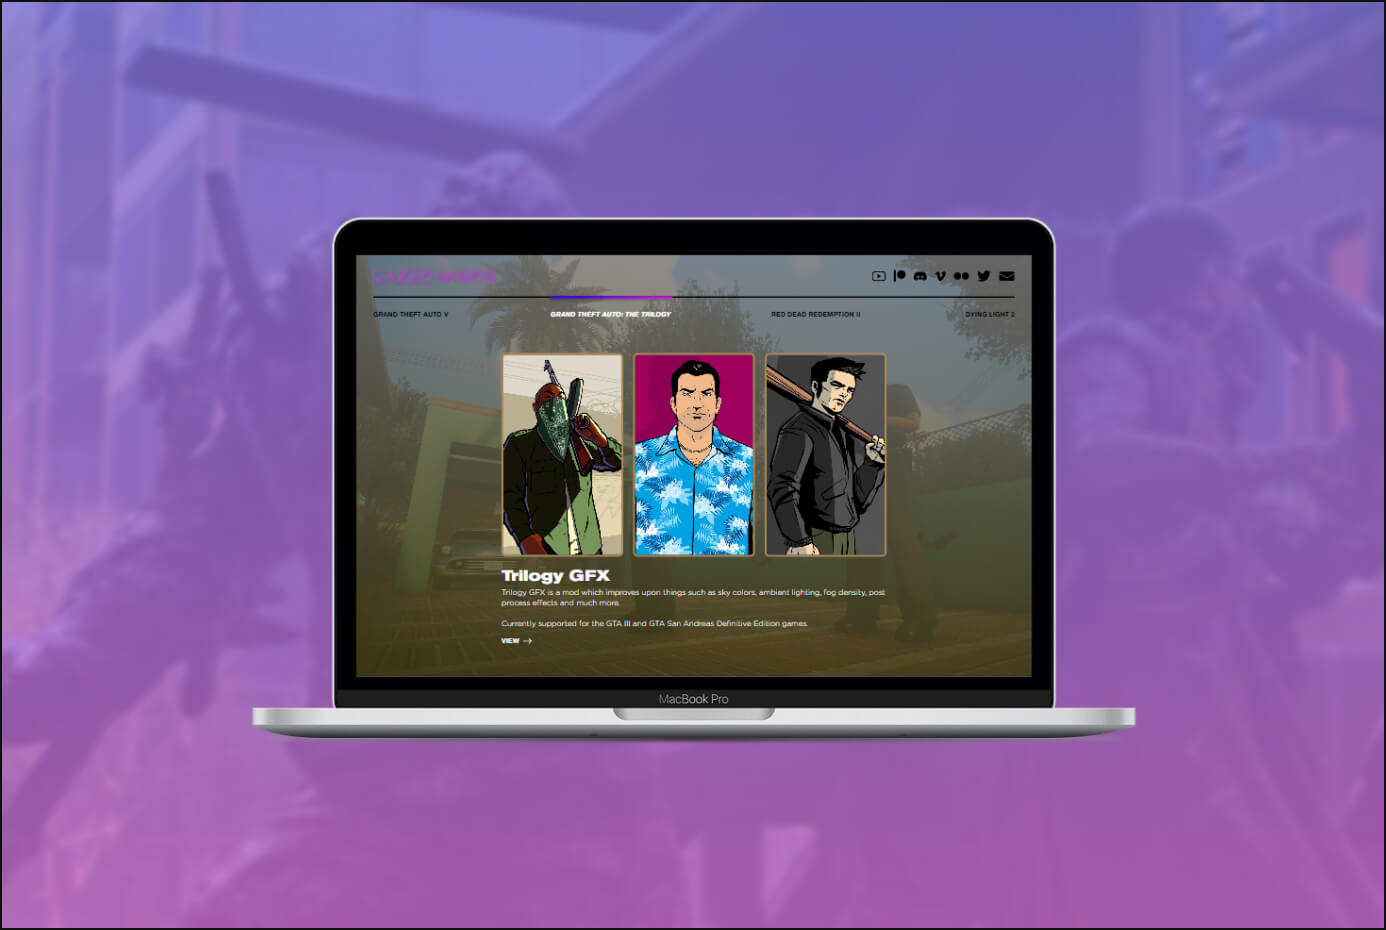 GRAND THEFT AUTO V
GRAND THEFT AUTO: THE TRILOGY
RED DEAD REDEMPTION II
DYING LIGHT 2
Trilogy GFX
Trilogy GFX is a mod which improves upon things such as sky colors, ambient lighting, fog density, post
process effects and much more.
Currently supported for the GTA III and GTA San Andreas Definitive Edition games.
VIEW
MacBook Pro